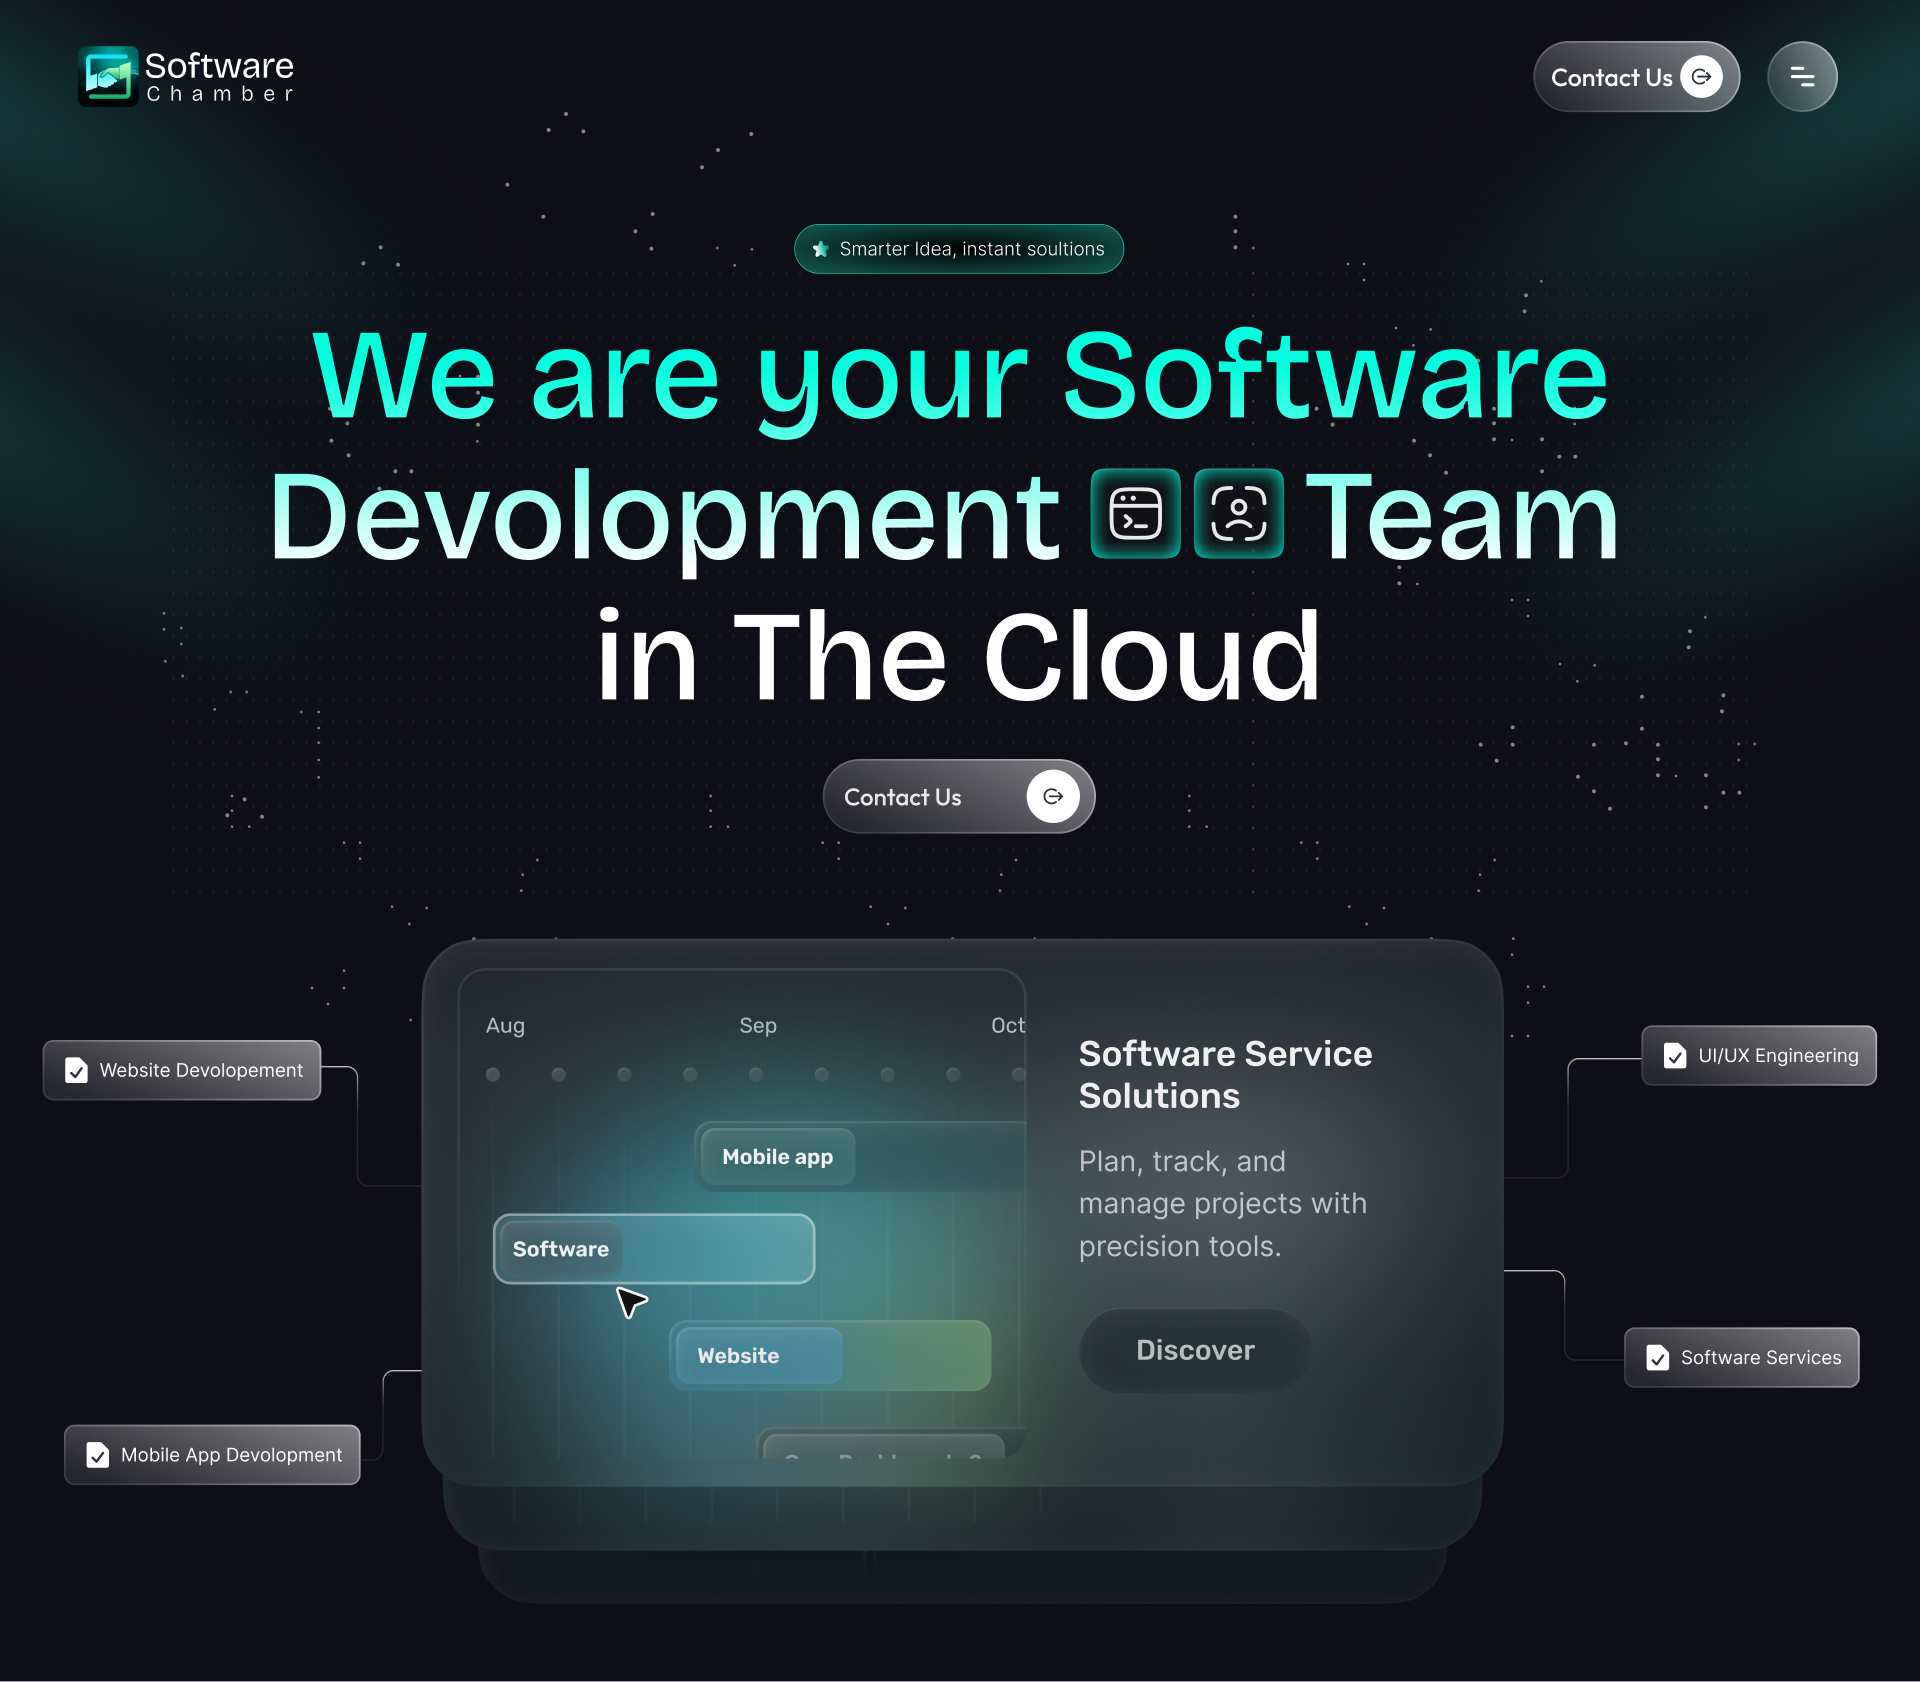 Software
Chamber
Contact Us
Smarter Idea, instant soultions
We are your Software
Devolopment Team
in The Cloud
Contact Us
Aug Sep Oct
Mobile app
Software
Website
Software Service
Solutions
Plan, track, and
manage projects with
precision tools.
Discover
Website Devolopement
Mobile App Devolopment
UI/UX Engineering
Software Services